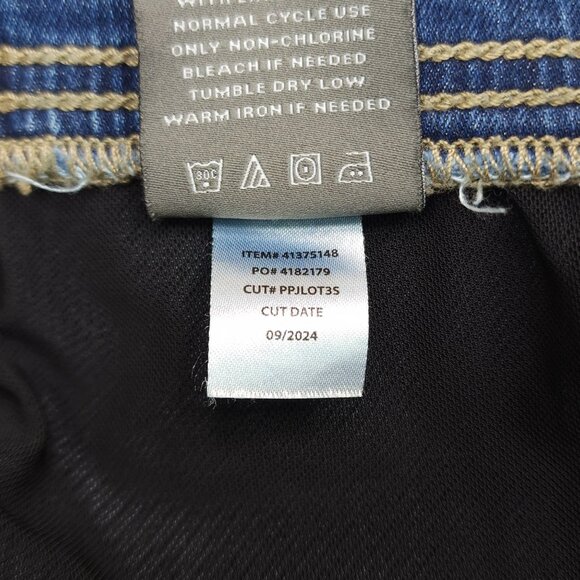 NORMAL CYCLE USE
ONLY NON-CHLORINE
BLEACH IF NEEDED
TUMBLE DRY LOW
WARM IRON IF NEEDED
30C
ITEM# 41375148
PO# 4182179
CUT# PPJLOT3S
CUT DATE
09/2024